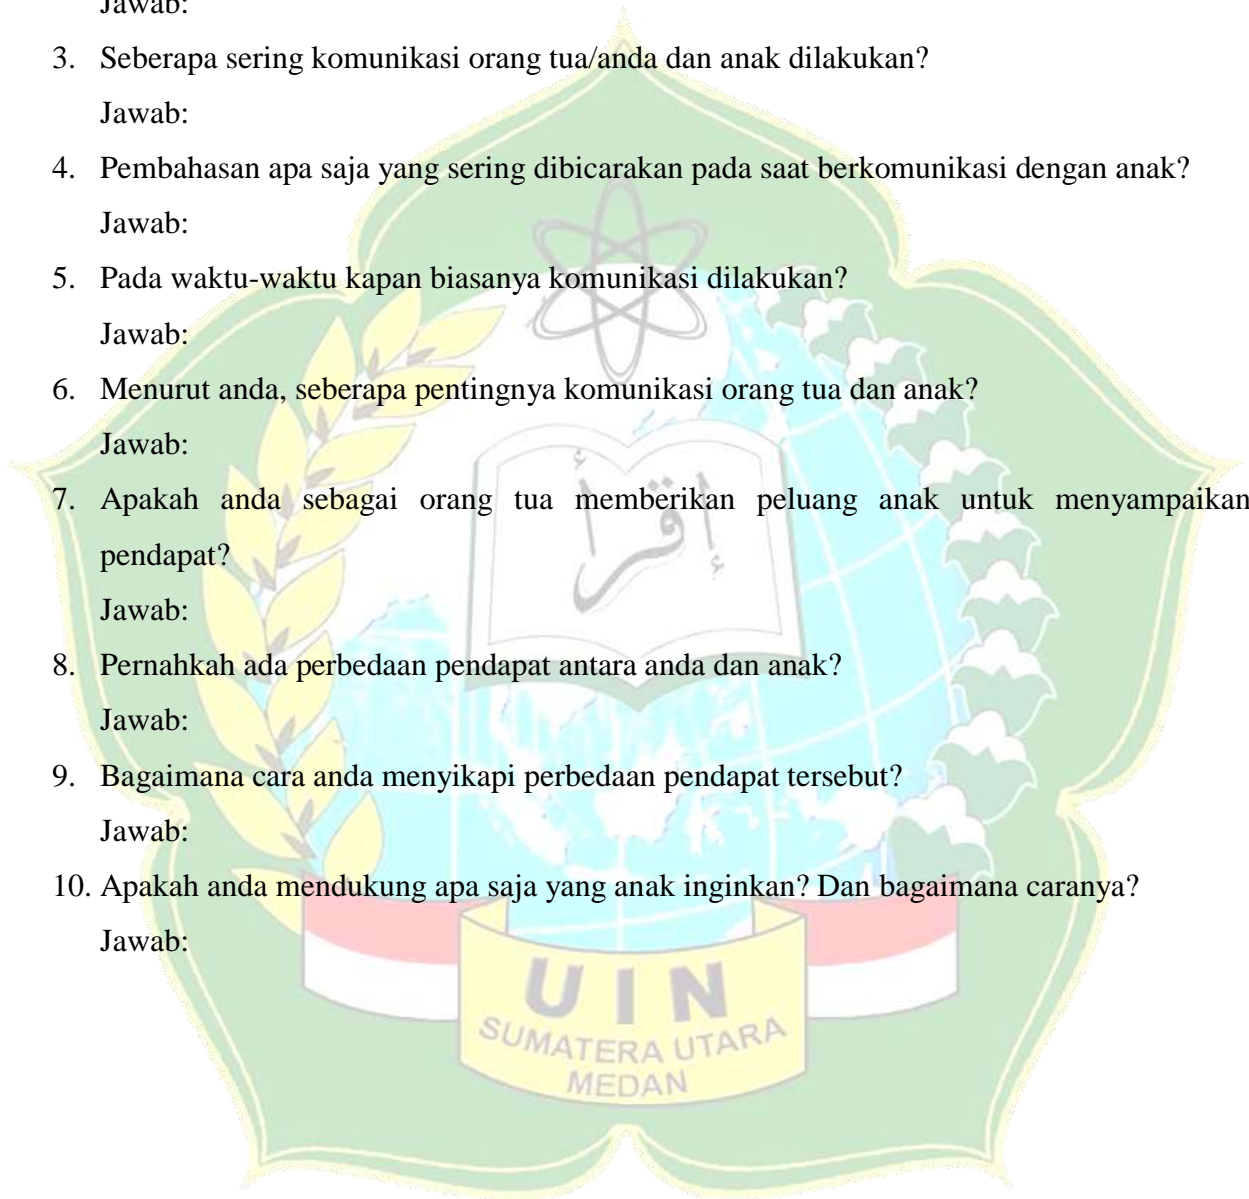 Jawab:
3. Seberapa sering komunikasi orang tua/anda dan anak dilakukan?
Jawab:
4. Pembahasan apa saja yang sering dibicarakan pada saat berkomunikasi dengan anak?
Jawab:
5. Pada waktu-waktu kapan biasanya komunikasi dilakukan?
Jawab:
6. Menurut anda, seberapa pentingnya komunikasi orang tua dan anak?
Jawab:
إقرأ
7. Apakah anda sebagai orang tua memberikan peluang anak untuk menyampaikan
pendapat?
Jawab:
8. Pernahkah ada perbedaan pendapat antara anda dan anak?
Jawab:
9. Bagaimana cara anda menyikapi perbedaan pendapat tersebut?
Jawab:
10. Apakah anda mendukung apa saja yang anak inginkan? Dan bagaimana caranya?
Jawab:
UIN
SUMATERA UTARA
MEDAN